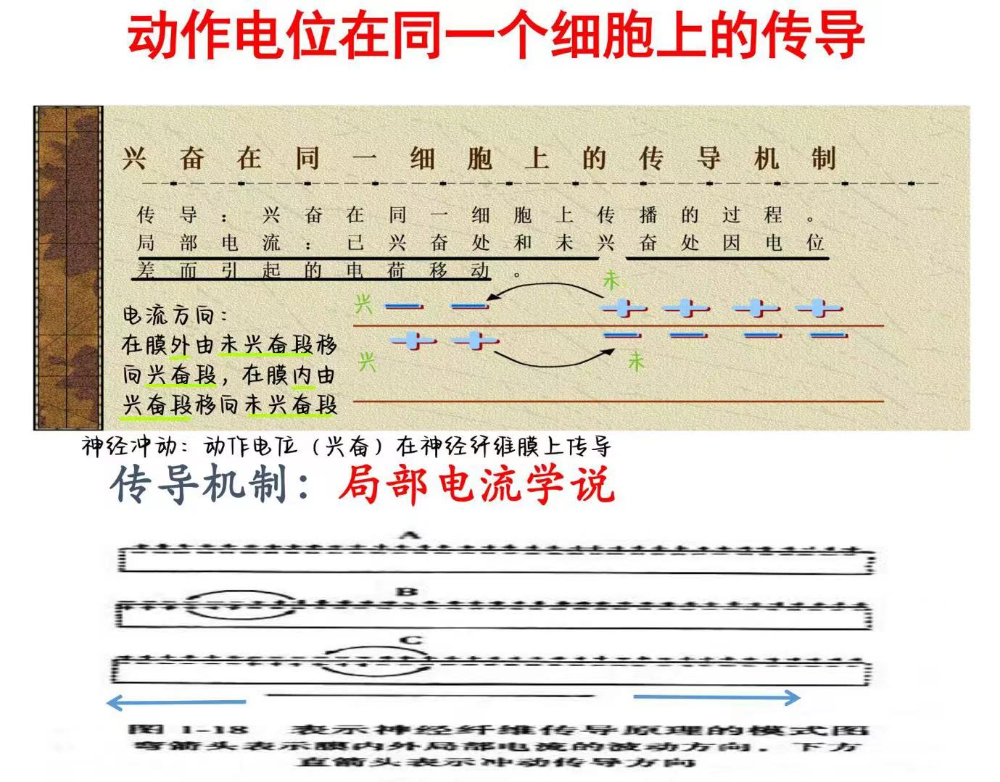 动作电位在同一个细胞上的传导
兴奋在同一细胞上的传导机制
传导：兴奋在同一细胞上传播的过程。
局部电流：已兴奋处和未兴奋处因电位
差而引起的电荷移动。
未
兴
电流方向：
在膜外由未兴奋段移
向兴奋段，在膜内由
兴奋段移向未兴奋段
兴
未
神经冲动：动作电位（兴奋）在神经纤维膜上传导
传导机制：局部电流学说
A
B
C
图 1-18 表示神经纤维传导原理的模式图
弯箭头表示膜内外局部电流的波动方向，下方
直箭头表示冲动传导方向